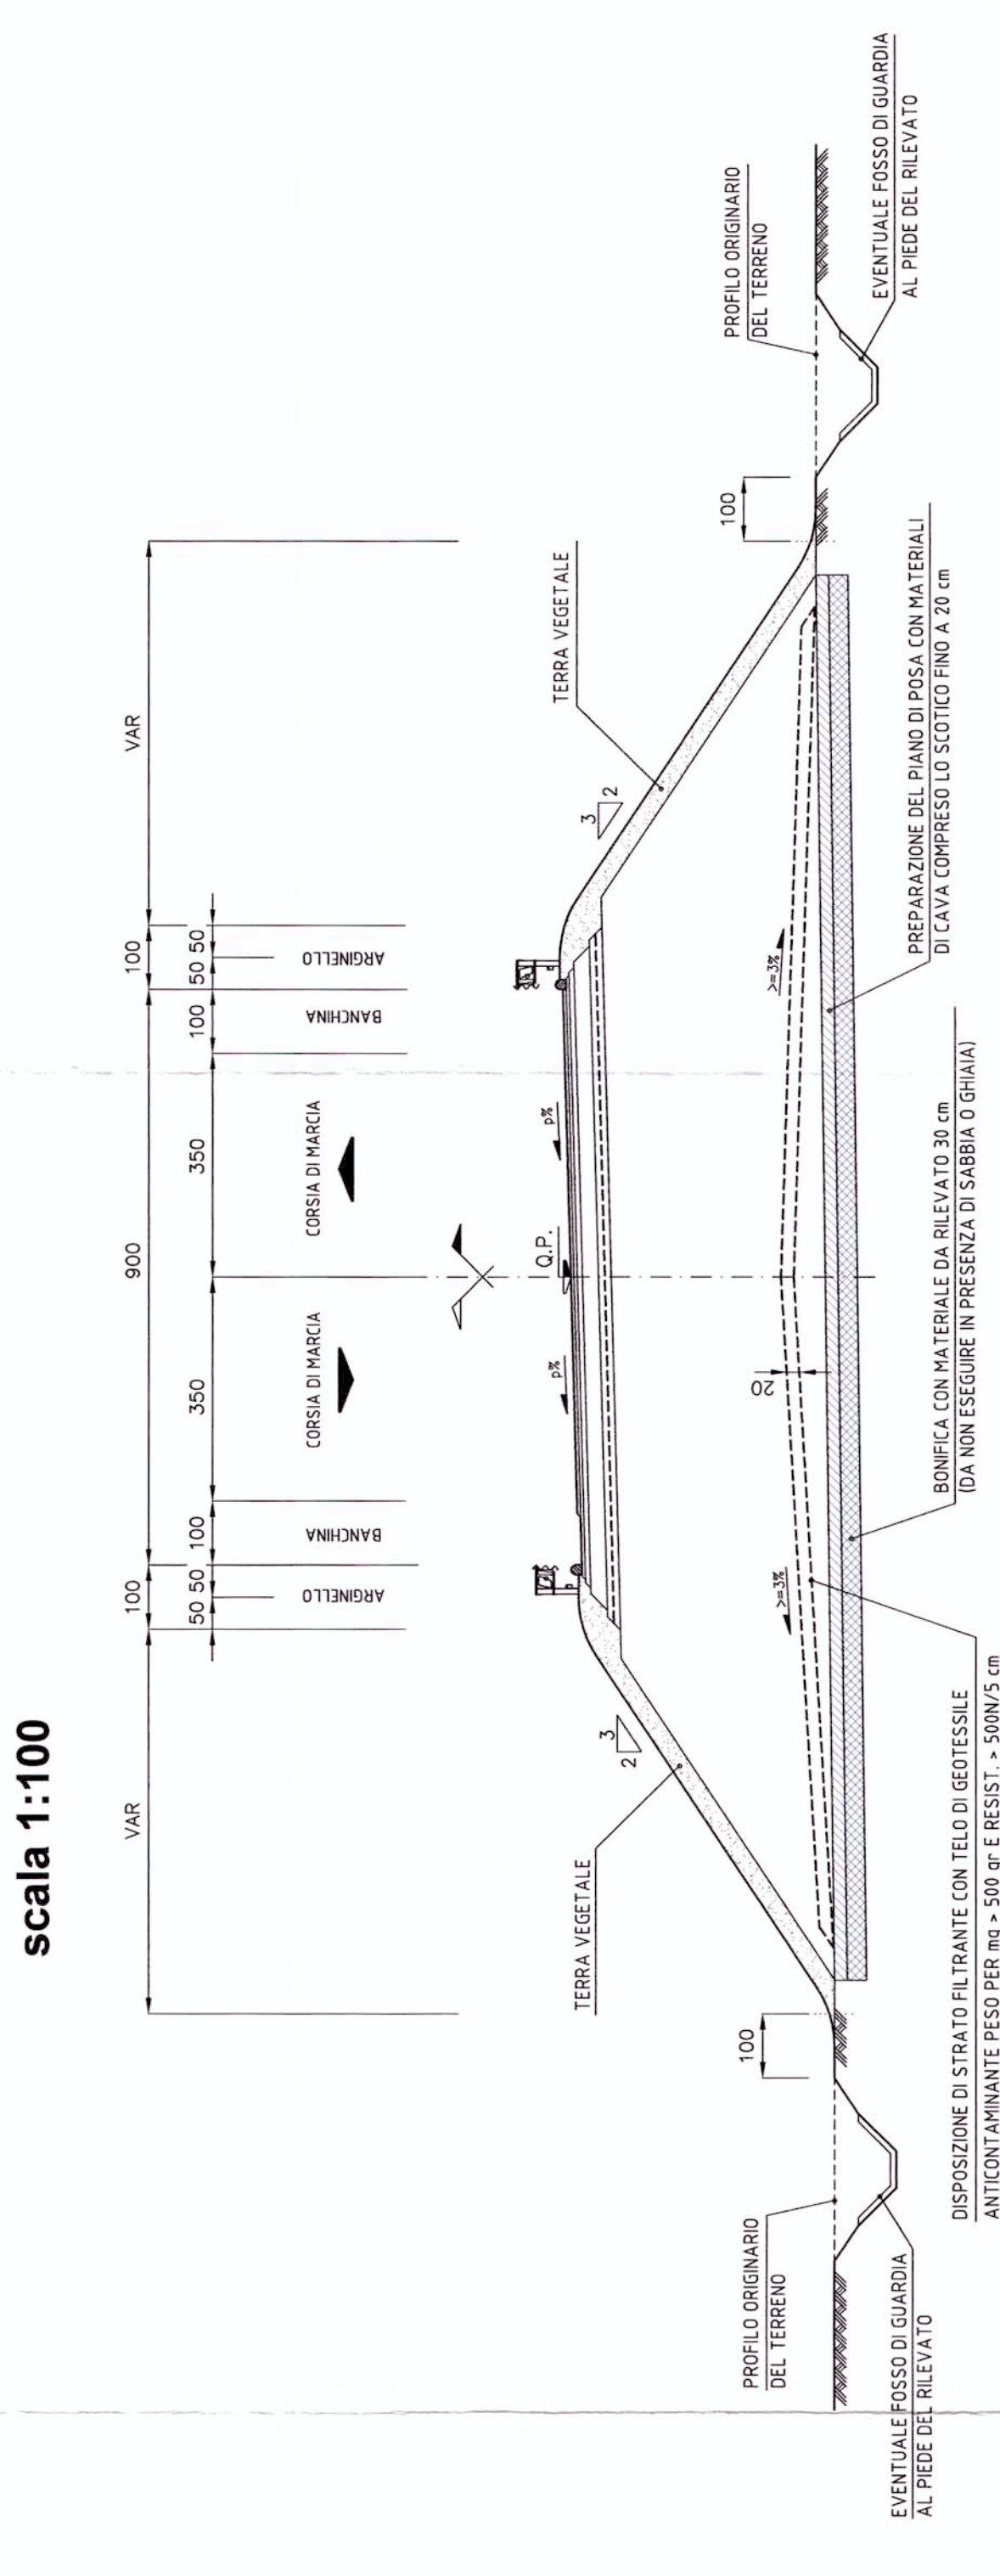 scala 1:100
VAR
100
900
100
VAR
50
50
100
350
350
100
50
50
ARGINELLO
BANCHINA
CORSIA DI MARCIA
CORSIA DI MARCIA
BANCHINA
ARGINELLO
Q.P.
p%
p%
TERRA VEGETALE
3
2
3
2
TERRA VEGETALE
20
>=3%
>=3%
100
100
PROFILO ORIGINARIO
DEL TERRENO
PROFILO ORIGINARIO
DEL TERRENO
EVENTUALE FOSSO DI GUARDIA
AL PIEDE DEL RILEVATO
DISPOSIZIONE DI STRATO FILTRANTE CON TELO DI GEOTESSILE
ANTICONTAMINANTE PESO PER mq > 500 gr E RESIST. > 500N/5 cm
BONIFICA CON MATERIALE DA RILEVATO 30 cm
(DA NON ESEGUIRE IN PRESENZA DI SABBIA O GHIAIA)
PREPARAZIONE DEL PIANO DI POSA CON MATERIALI
DI CAVA COMPRESO LO SCOTICO FINO A 20 cm
EVENTUALE FOSSO DI GUARDIA
AL PIEDE DEL RILEVATO